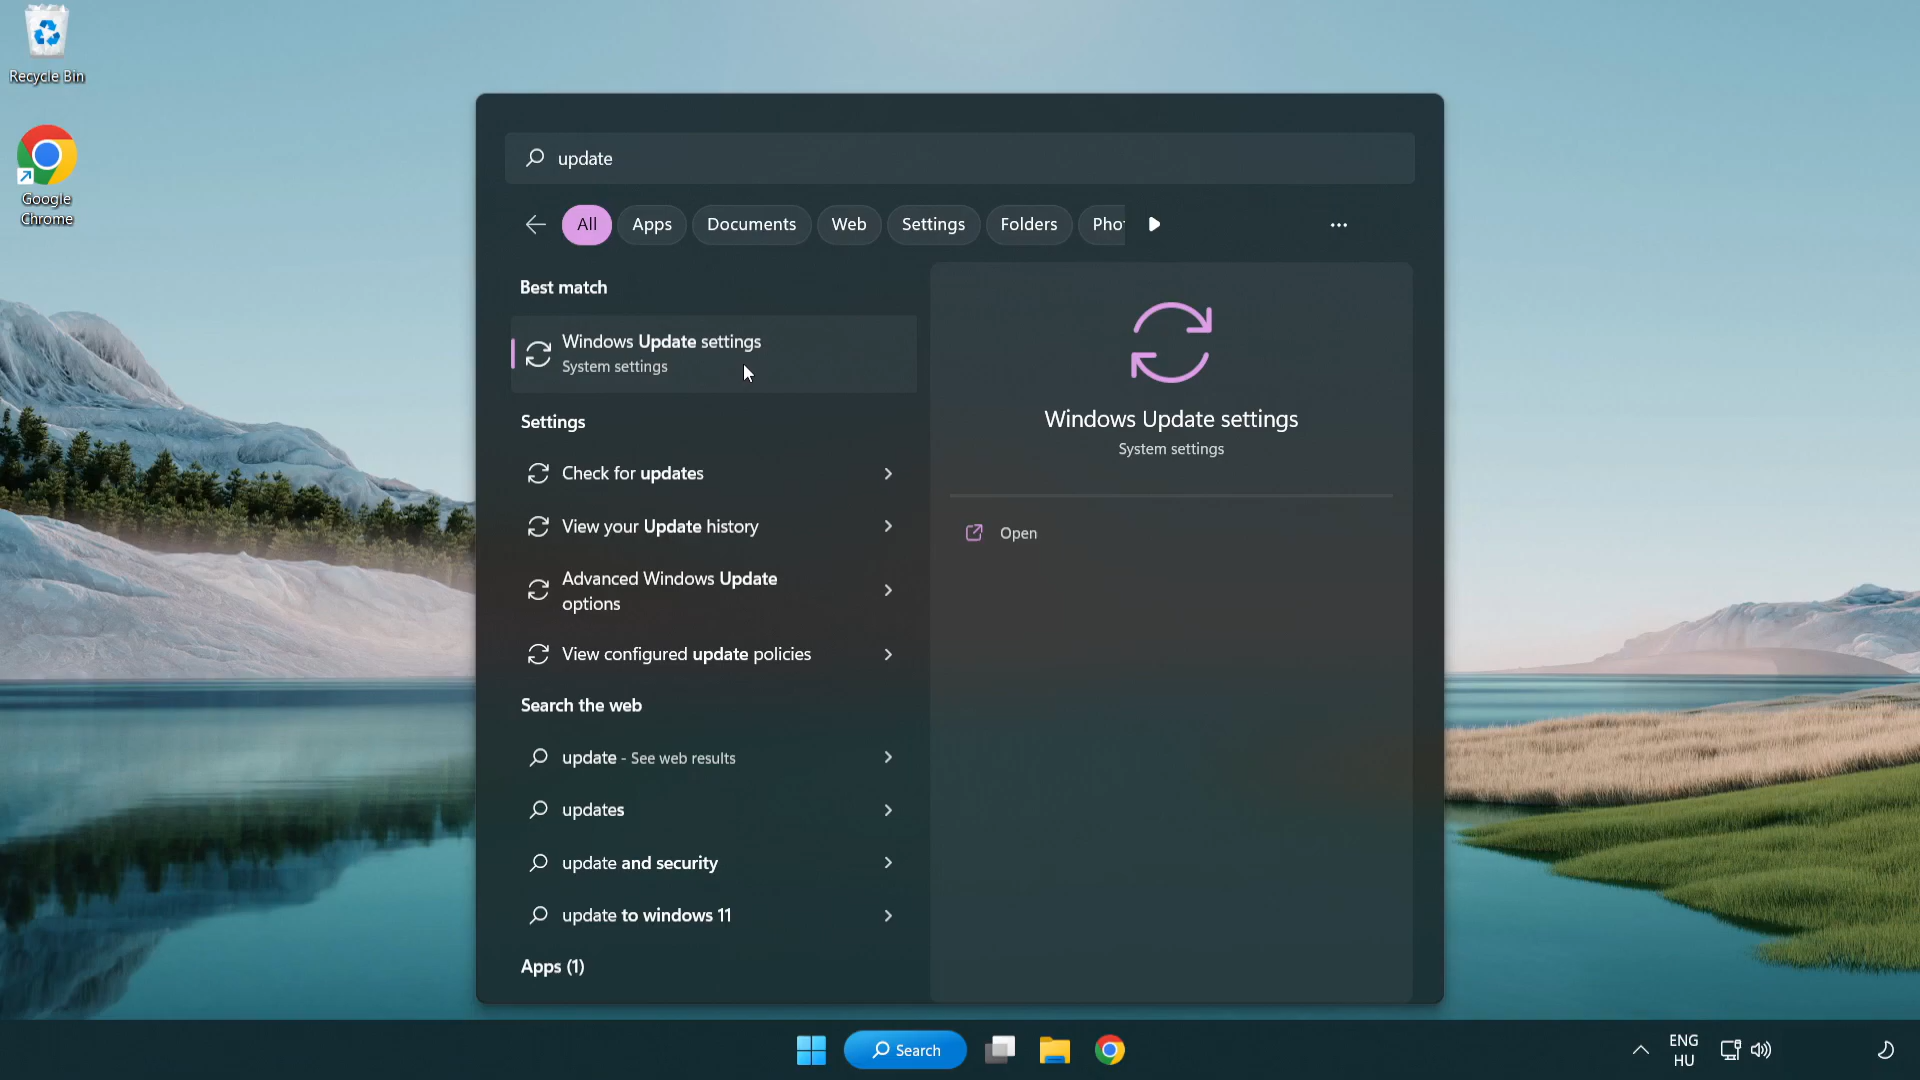 Recycle Bin
Google
Chrome
update
All
Apps
Documents
Web
Settings
Folders
Best match
Windows Update settings
System settings
Settings
Check for updates
View your Update history
Advanced Windows Update
options
View configured update policies
Search the web
update - See web results
updates
update and security
update to windows 11
Apps (1)
Windows Update settings
System settings
Open
Search
ENG
HU